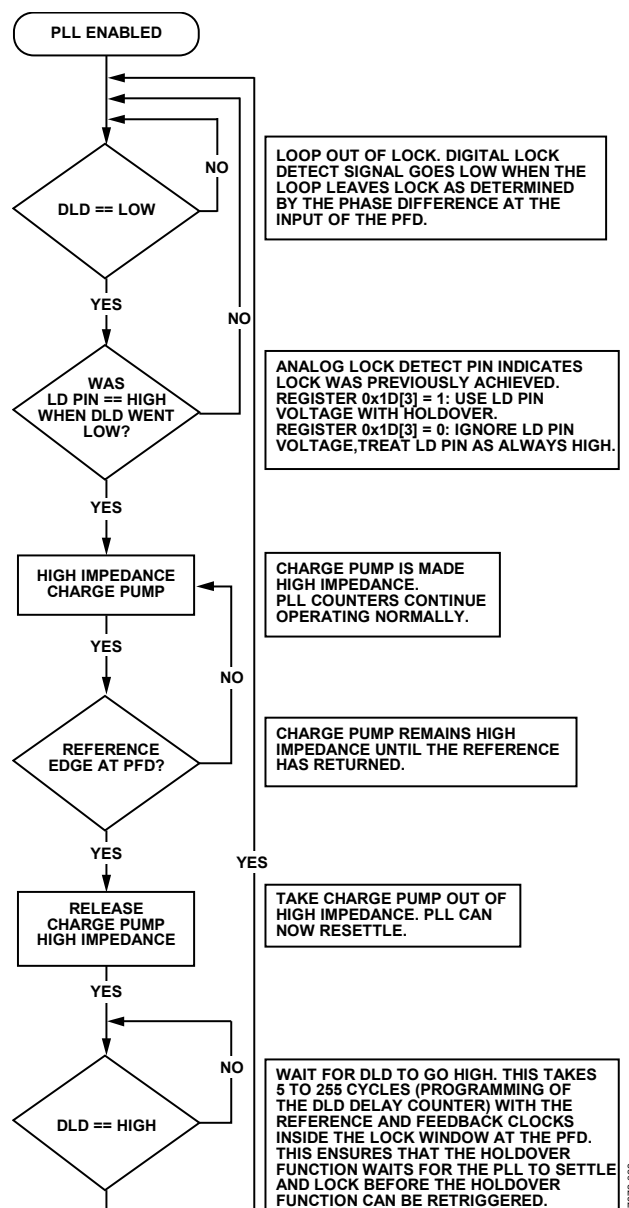 PLL ENABLED
NO
DLD == LOW
LOOP OUT OF LOCK. DIGITAL LOCK
DETECT SIGNAL GOES LOW WHEN THE
LOOP LEAVES LOCK AS DETERMINED
BY THE PHASE DIFFERENCE AT THE
INPUT OF THE PFD.
YES
NO
WAS
LD PIN == HIGH
WHEN DLD WENT
LOW?
ANALOG LOCK DETECT PIN INDICATES
LOCK WAS PREVIOUSLY ACHIEVED.
REGISTER 0x1D[3] = 1: USE LD PIN
VOLTAGE WITH HOLDOVER.
REGISTER 0x1D[3] = 0: IGNORE LD PIN
VOLTAGE,TREAT LD PIN AS ALWAYS HIGH.
YES
HIGH IMPEDANCE
CHARGE PUMP
CHARGE PUMP IS MADE
HIGH IMPEDANCE.
PLL COUNTERS CONTINUE
OPERATING NORMALLY.
YES
NO
REFERENCE
EDGE AT PFD?
CHARGE PUMP REMAINS HIGH
IMPEDANCE UNTIL THE REFERENCE
HAS RETURNED.
YES
YES
RELEASE
CHARGE PUMP
HIGH IMPEDANCE
TAKE CHARGE PUMP OUT OF
HIGH IMPEDANCE. PLL CAN
NOW RESETTLE.
YES
NO
DLD == HIGH
WAIT FOR DLD TO GO HIGH. THIS TAKES
5 TO 255 CYCLES (PROGRAMMING OF
THE DLD DELAY COUNTER) WITH THE
REFERENCE AND FEEDBACK CLOCKS
INSIDE THE LOCK WINDOW AT THE PFD.
THIS ENSURES THAT THE HOLDOVER
FUNCTION WAITS FOR THE PLL TO SETTLE
AND LOCK BEFORE THE HOLDOVER
FUNCTION CAN BE RETRIGGERED.